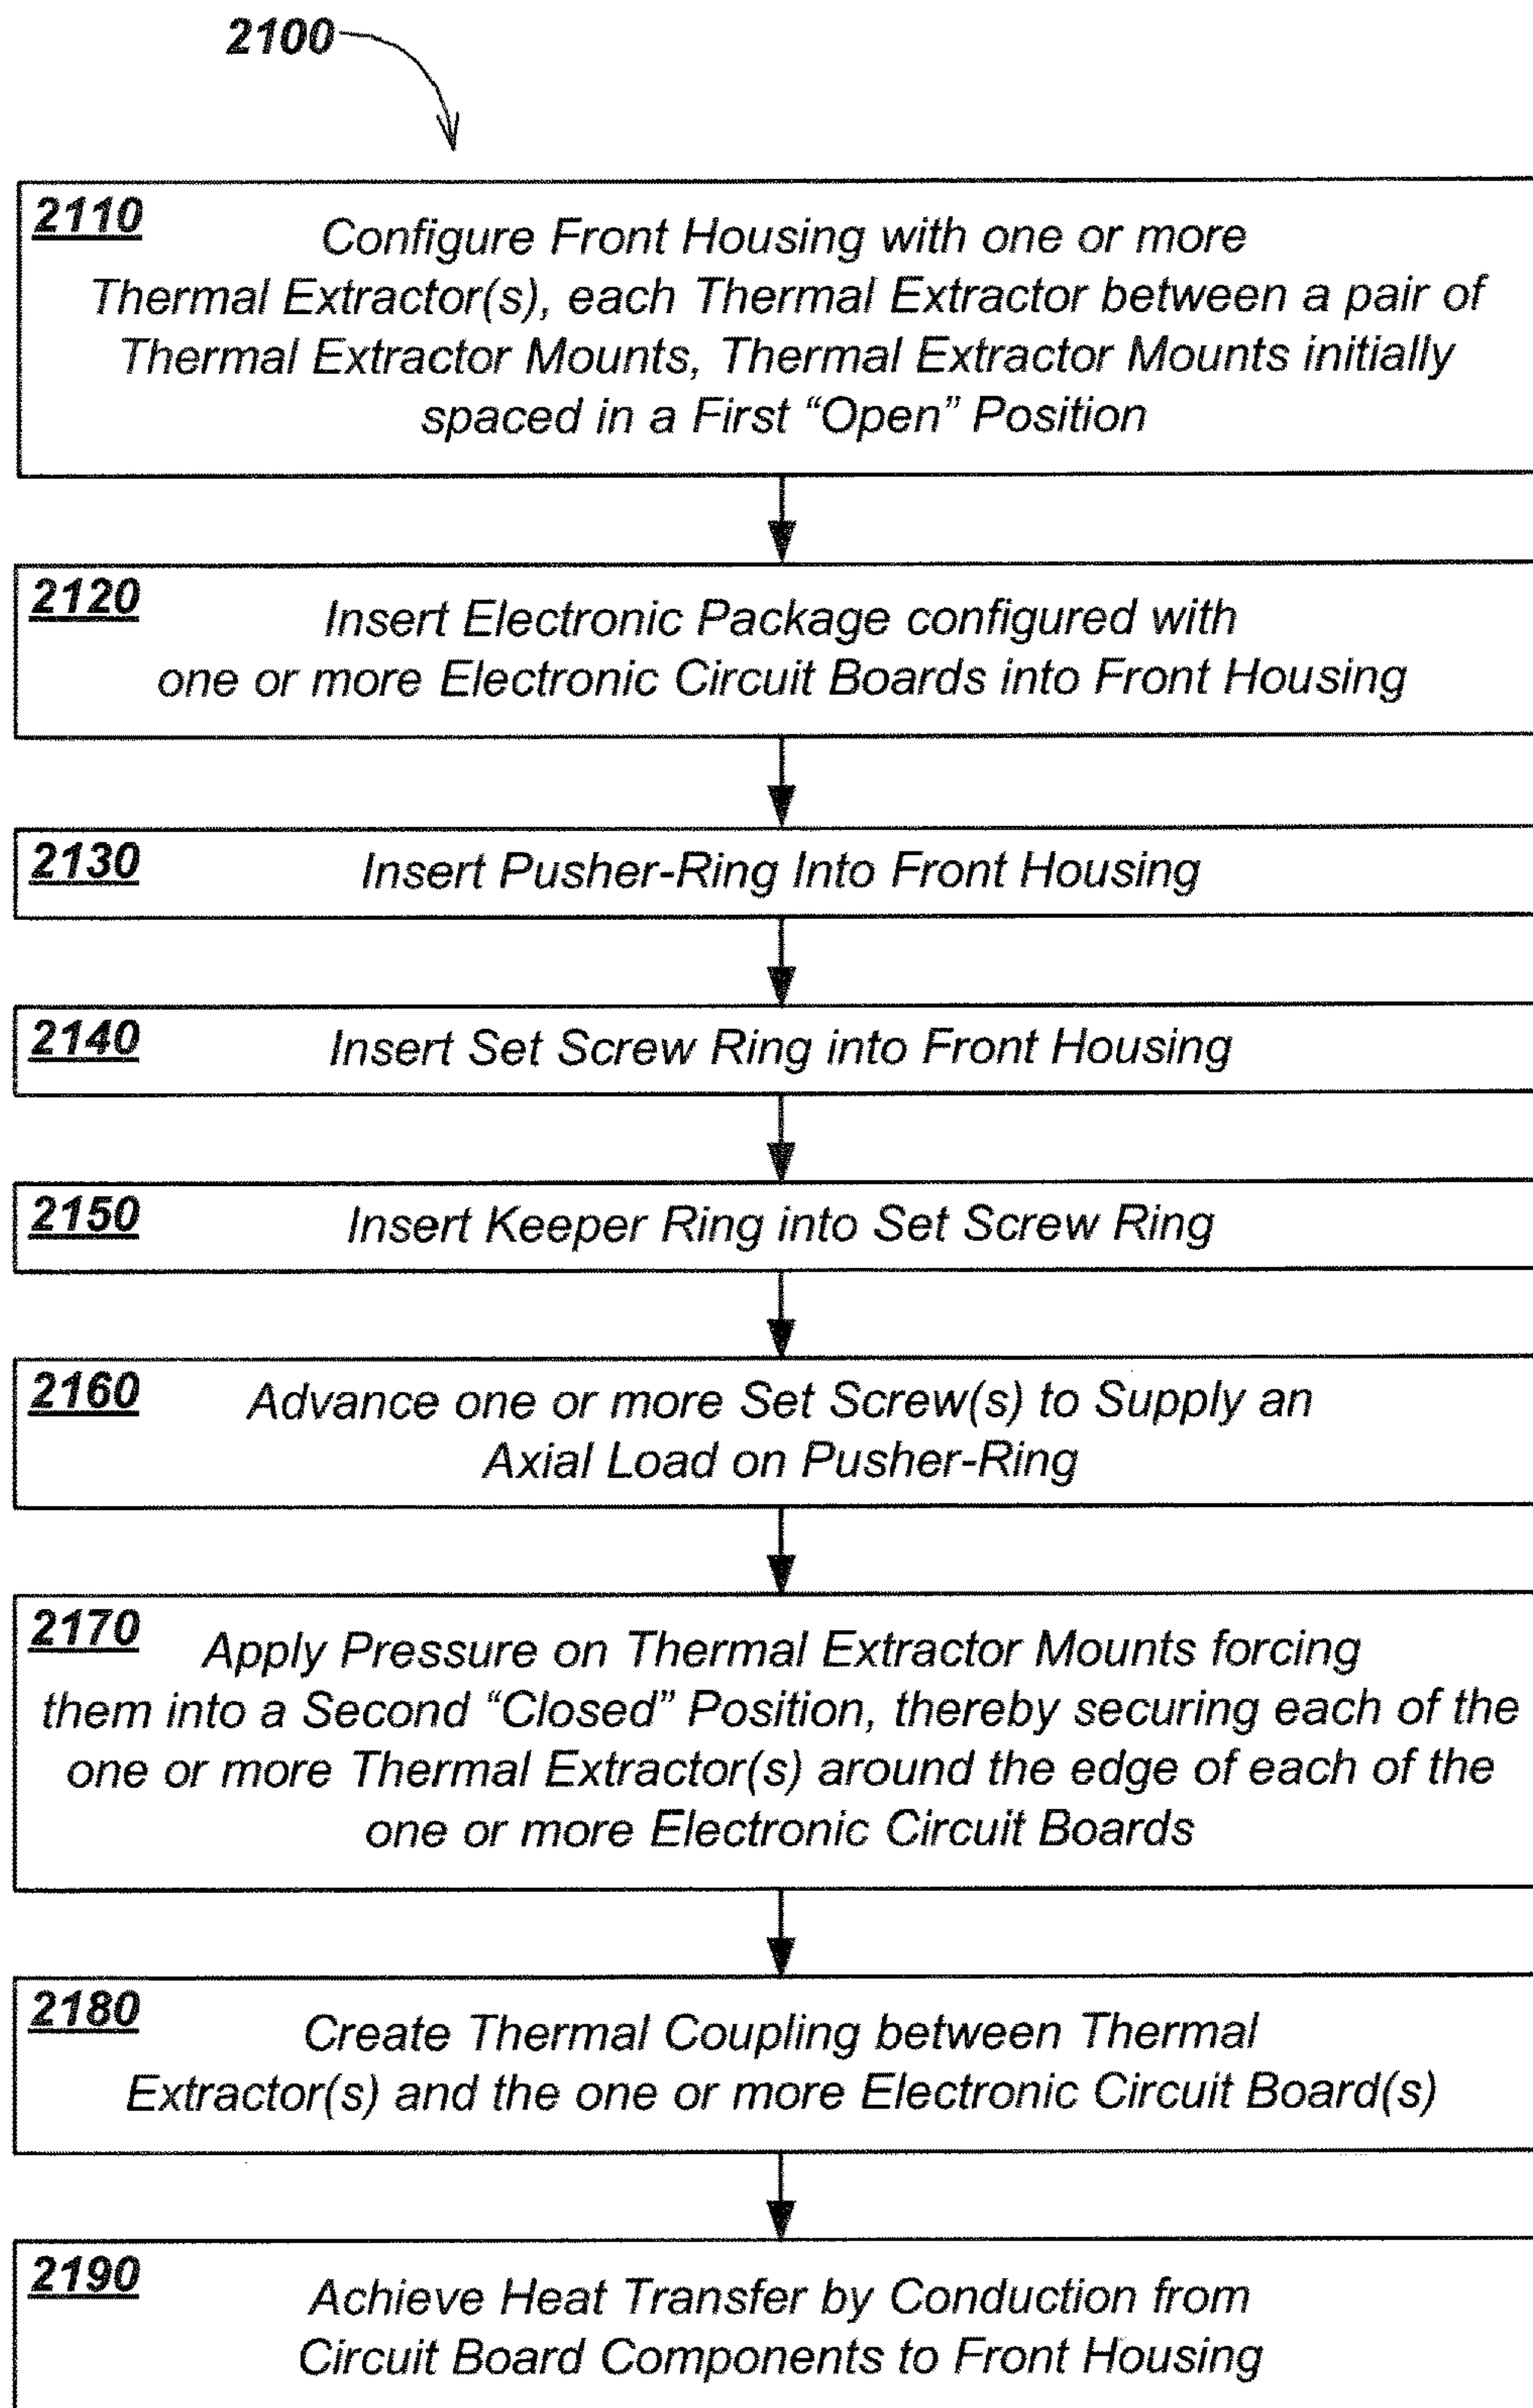 2100
2110
Configure Front Housing with one or more
Thermal Extractor(s), each Thermal Extractor between a pair of
Thermal Extractor Mounts, Thermal Extractor Mounts initially
spaced in a First “Open” Position
2120
Insert Electronic Package configured with
one or more Electronic Circuit Boards into Front Housing
2130
Insert Pusher-Ring Into Front Housing
2140
Insert Set Screw Ring into Front Housing
2150
Insert Keeper Ring into Set Screw Ring
2160
Advance one or more Set Screw(s) to Supply an
Axial Load on Pusher-Ring
2170
Apply Pressure on Thermal Extractor Mounts forcing
them into a Second “Closed” Position, thereby securing each of the
one or more Thermal Extractor(s) around the edge of each of the
one or more Electronic Circuit Boards
2180
Create Thermal Coupling between Thermal
Extractor(s) and the one or more Electronic Circuit Board(s)
2190
Achieve Heat Transfer by Conduction from
Circuit Board Components to Front Housing